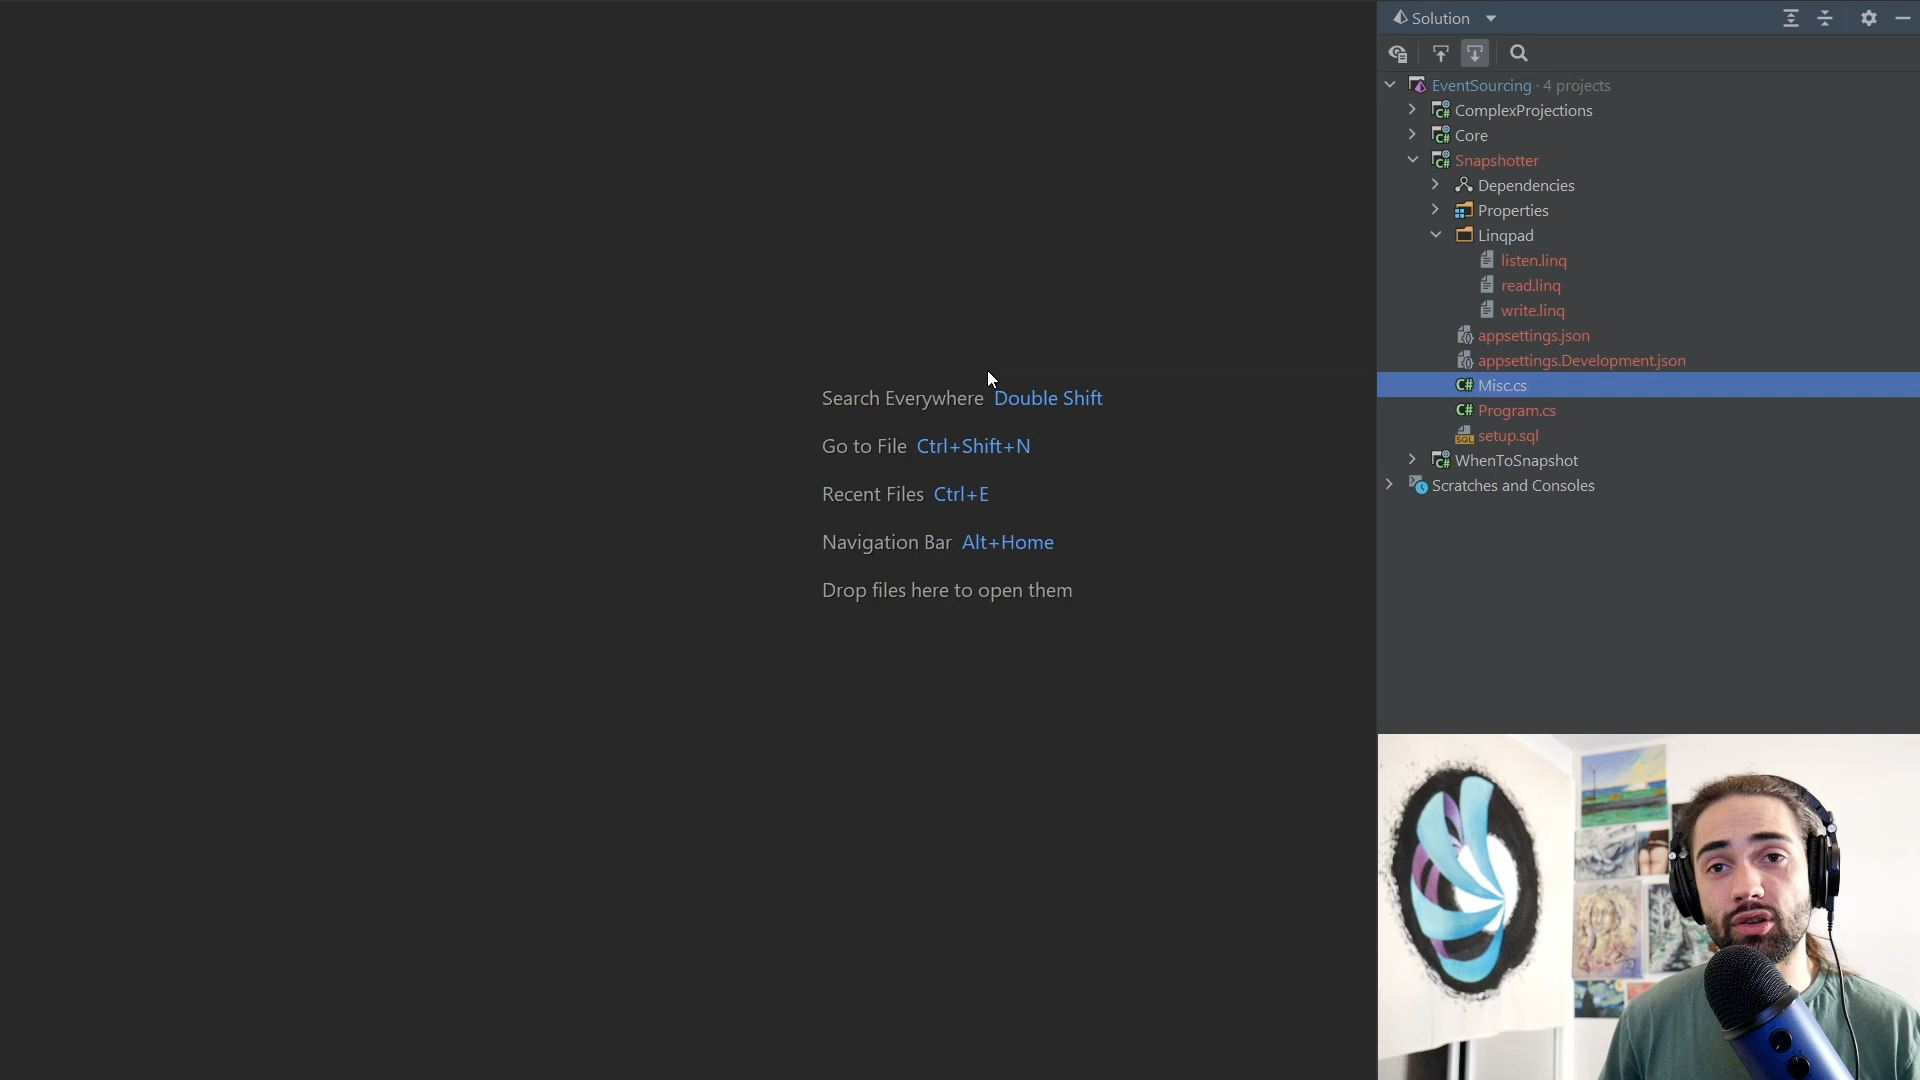 Solution
EventSourcing · 4 projects
ComplexProjections
Core
Snapshotter
Dependencies
Properties
Linqpad
listen.linq
read.linq
write.linq
appsettings.json
appsettings.Development.json
C# Misc.cs
C# Program.cs
setup.sql
WhenToSnapshot
Scratches and Consoles
Search Everywhere Double Shift
Go to File Ctrl+Shift+N
Recent Files Ctrl+E
Navigation Bar Alt+Home
Drop files here to open them